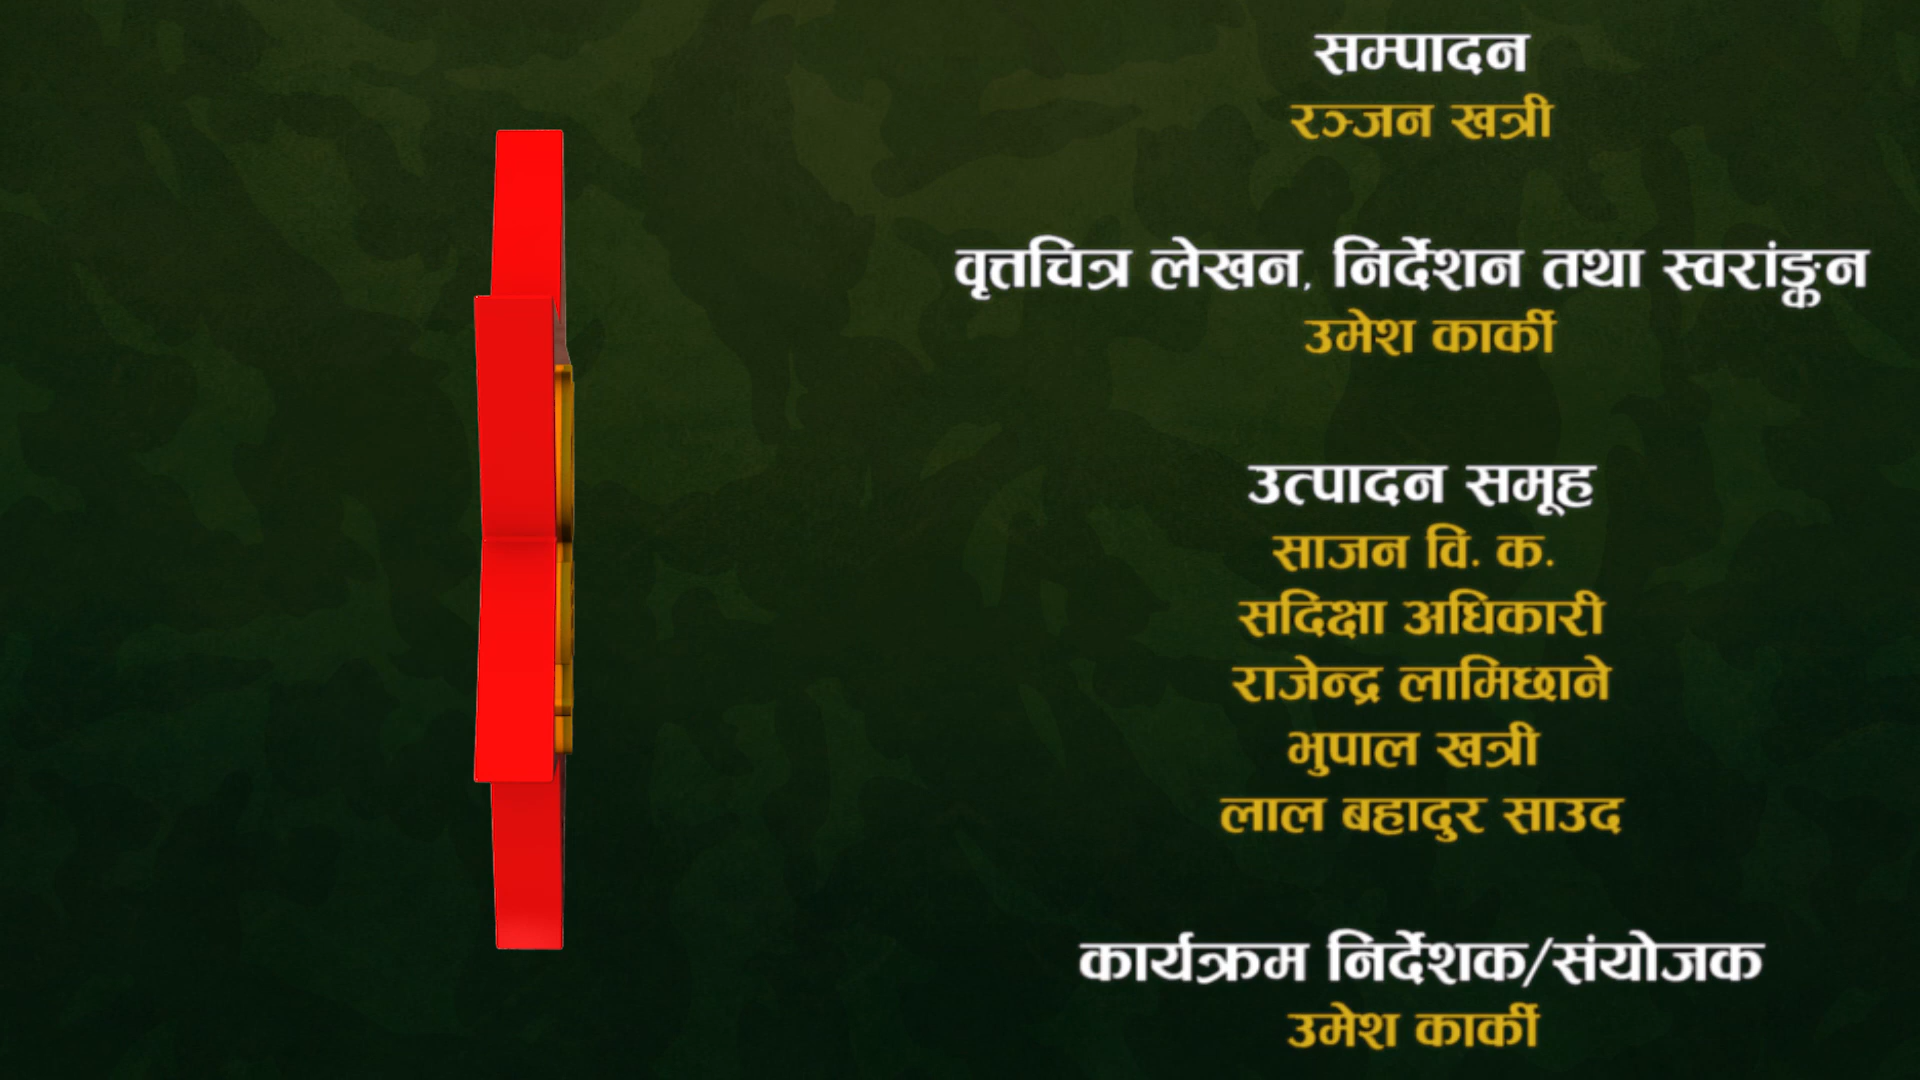 सम्पादन
रञ्जन खत्री
वृत्तचित्र लेखन, निर्देशन तथा स्वरांङ्कन
उमेश कार्की
उत्पादन समूह
साजन वि. क.
सदिक्षा अधिकारी
राजेन्द्र लामिछाने
भुपाल खत्री
लाल बहादुर साउद
कार्यक्रम निर्देशक/संयोजक
उमेश कार्की